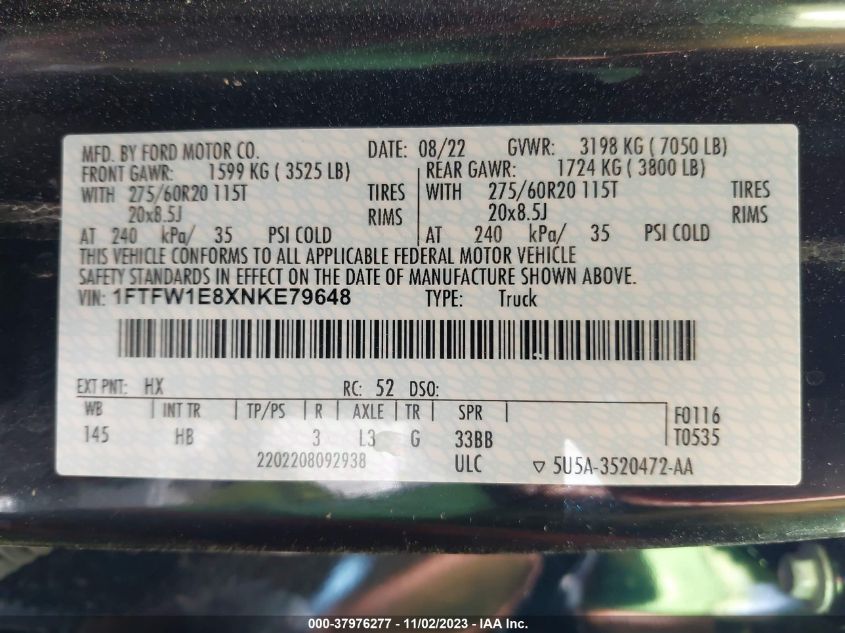 MFD. BY FORD MOTOR CO. DATE: 08/22 GVWR: 3198 KG ( 7050 LB)
FRONT GAWR: 1599 KG ( 3525 LB) REAR GAWR: 1724 KG ( 3800 LB)
WITH 275/60R20 115T TIRES WITH 275/60R20 115T TIRES
20x8.5J RIMS 20x8.5J RIMS
AT 240 kPa/ 35 PSI COLD AT 240 kPa/ 35 PSI COLD
THIS VEHICLE CONFORMS TO ALL APPLICABLE FEDERAL MOTOR VEHICLE
SAFETY STANDARDS IN EFFECT ON THE DATE OF MANUFACTURE SHOWN ABOVE.
VIN: 1FTFW1E8XNKE79648 TYPE: Truck
EXT PNT: HX RC: 52 DSO:
WB INT TR TP/PS R AXLE TR SPR F0116
145 HB 3 L3 G 33BB T0535
2202208092938 ULC ▽ 5U5A-3520472-AA
000-37976277 - 11/02/2023 - IAA Inc.